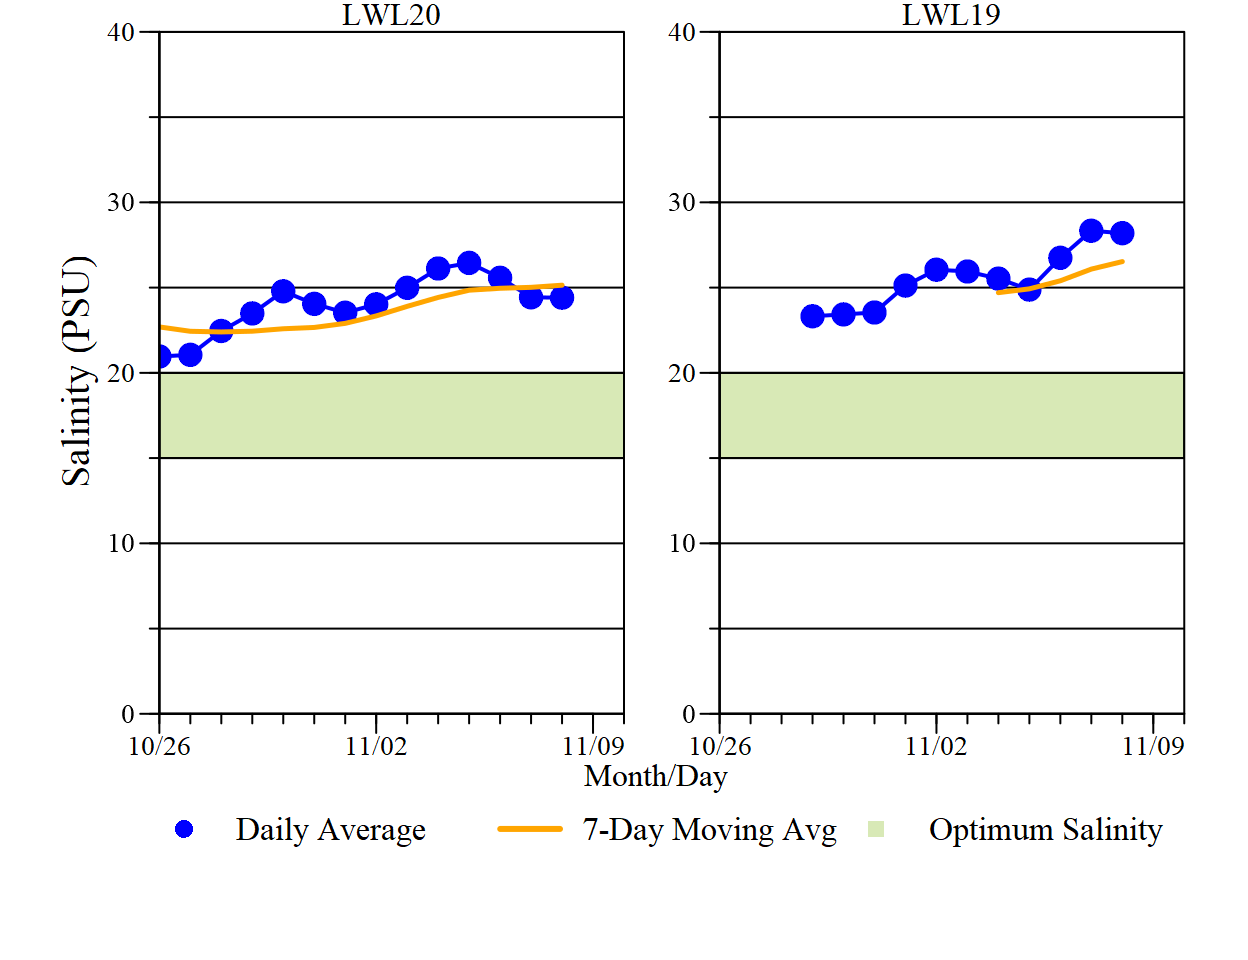 LWL20 LWL19
40 40
30 30
Salinity (PSU)
20 20
10 10
0 0
10/26 11/02 11/09 10/26 11/02 11/09
Month/Day
Daily Average 7-Day Moving Avg Optimum Salinity